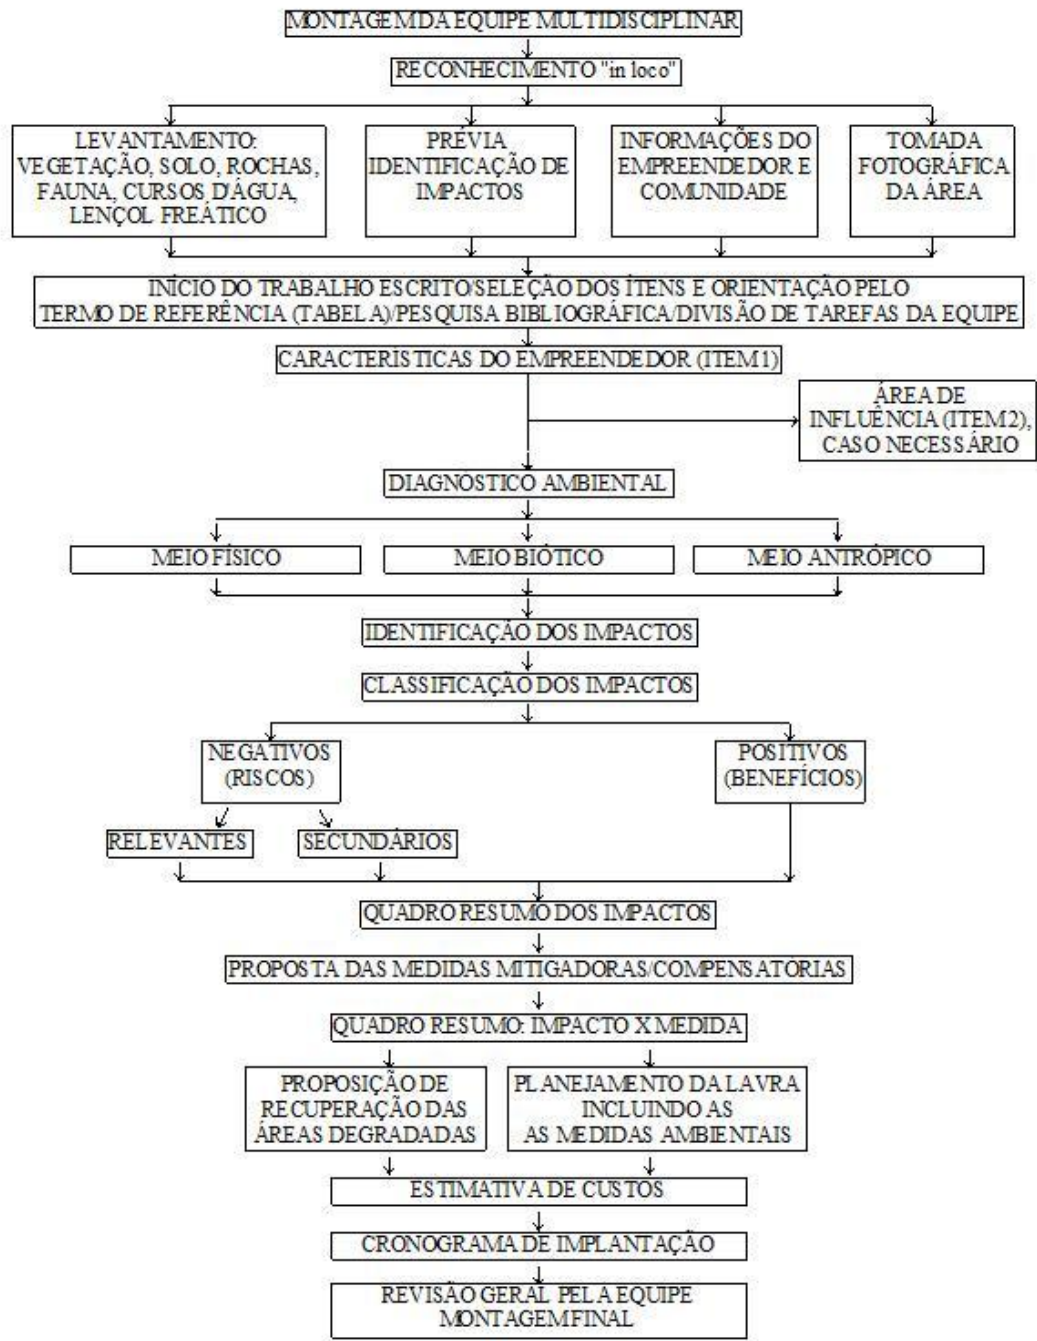 MONTAGEM DA EQUIPE MULTIDISCIPLINAR
RECONHECIMENTO "in loco"
LEVANTAMENTO:
VEGETAÇÃO, SOLO, ROCHAS,
FAUNA, CURSOS D'ÁGUA,
LENÇOL FREÁTICO
PRÉVIA
IDENTIFICAÇÃO DE
IMPACTOS
INFORMAÇÕES DO
EMPREENDEDOR E
COMUNIDADE
TOMADA
FOTOGRÁFICA
DA ÁREA
INÍCIO DO TRABALHO ESCRITO/SELEÇÃO DOS ÍTENS E ORIENTAÇÃO PELO
TERMO DE REFERÊNCIA (TABELA)/PESQUISA BIBLIOGRÁFICA/DIVISÃO DE TAREFAS DA EQUIPE
CARACTERÍSTICAS DO EMPREENDEDOR (ITEM 1)
ÁREA DE
INFLUÊNCIA (ITEM 2),
CASO NECESSÁRIO
DIAGNÓSTICO AMBIENTAL
MEIO FÍSICO
MEIO BIÓTICO
MEIO ANTRÓPICO
IDENTIFICAÇÃO DOS IMPACTOS
CLASSIFICAÇÃO DOS IMPACTOS
NEGATIVOS
(RISCOS)
POSITIVOS
(BENEFÍCIOS)
RELEVANTES
SECUNDÁRIOS
QUADRO RESUMO DOS IMPACTOS
PROPOSTA DAS MEDIDAS MITIGADORAS/COMPENSATÓRIAS
QUADRO RESUMO: IMPACTO X MEDIDA
PROPOSIÇÃO DE
RECUPERAÇÃO DAS
ÁREAS DEGRADADAS
PLANEJAMENTO DA LAVRA
INCLUINDO AS
AS MEDIDAS AMBIENTAIS
ESTIMATIVA DE CUSTOS
CRONOGRAMA DE IMPLANTAÇÃO
REVISÃO GERAL PELA EQUIPE
MONTAGEM FINAL